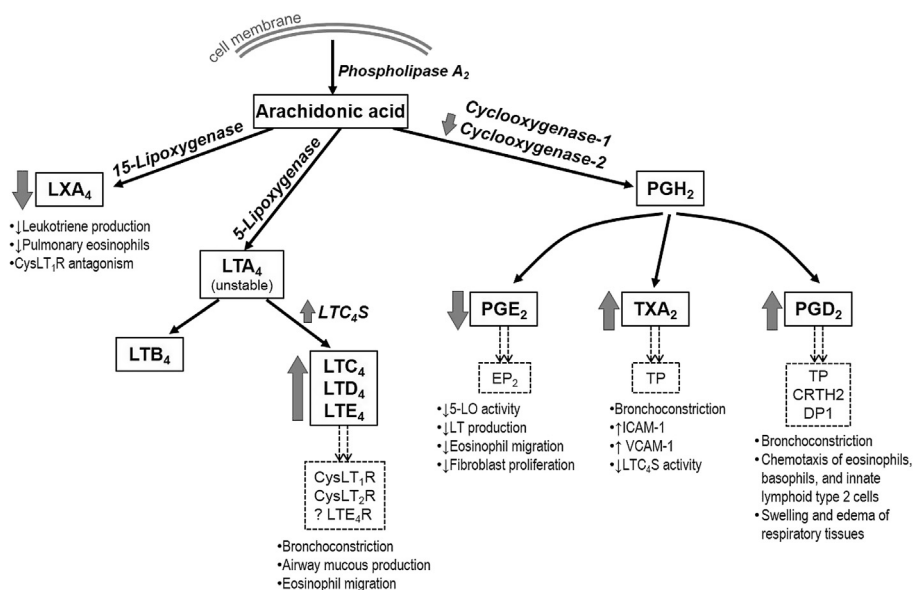 cell membrane
Phospholipase A₂
Arachidonic acid
15-Lipoxygenase
5-Lipoxygenase
Cyclooxygenase-1
Cyclooxygenase-2
LXA₄
•↓Leukotriene production
•↓Pulmonary eosinophils
•CysLT₁R antagonism
PGH₂
LTA₄
(unstable)
LTC₄S
LTB₄
LTC₄
LTD₄
LTE₄
CysLT₁R
CysLT₂R
? LTE₄R
•Bronchoconstriction
•Airway mucous production
•Eosinophil migration
PGE₂
EP₂
•↓5-LO activity
•↓LT production
•↓Eosinophil migration
•↓Fibroblast proliferation
TXA₂
TP
•Bronchoconstriction
•↑ICAM-1
•↑ VCAM-1
•↓LTC₄S activity
PGD₂
TP
CRTH2
DP1
•Bronchoconstriction
•Chemotaxis of eosinophils,
basophils, and innate
lymphoid type 2 cells
•Swelling and edema of
respiratory tissues